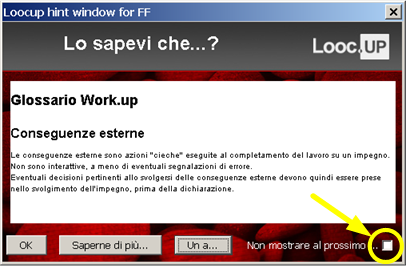 Loocup hint window for FF
Lo sapevi che...?
Looc.UP
Glossario Work.up
Conseguenze esterne
Le conseguenze esterne sono azioni "cieche" eseguite al completamento del lavoro su un impegno.
Non sono interattive, a meno di eventuali segnalazioni di errore.
Eventuali decisioni pertinenti allo svolgersi delle conseguenze esterne devono quindi essere prese
nello svolgimento dell'impegno, prima della dichiarazione.
OK Saperne di più... Un a... Non mostrare al prossimo ...